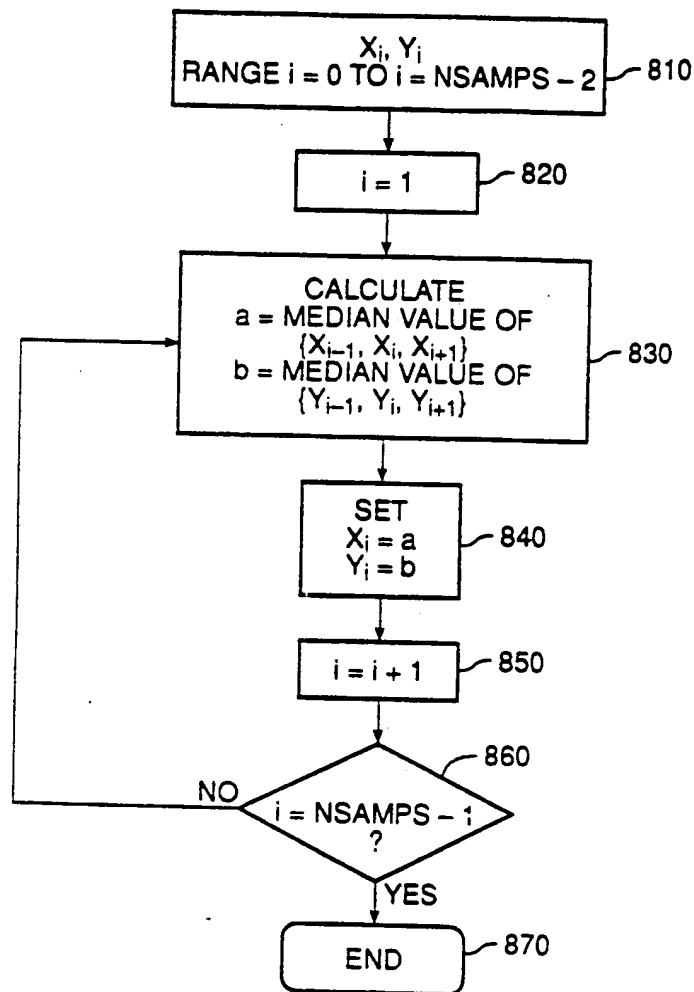 Xi, Yi
RANGE i = 0 TO i = NSAMPS – 2
810
i = 1
820
CALCULATE
a = MEDIAN VALUE OF
{Xi–1, Xi, Xi+1}
b = MEDIAN VALUE OF
{Yi–1, Yi, Yi+1}
830
SET
Xi = a
Yi = b
840
i = i + 1
850
860
NO
i = NSAMPS – 1
?
YES
END
870